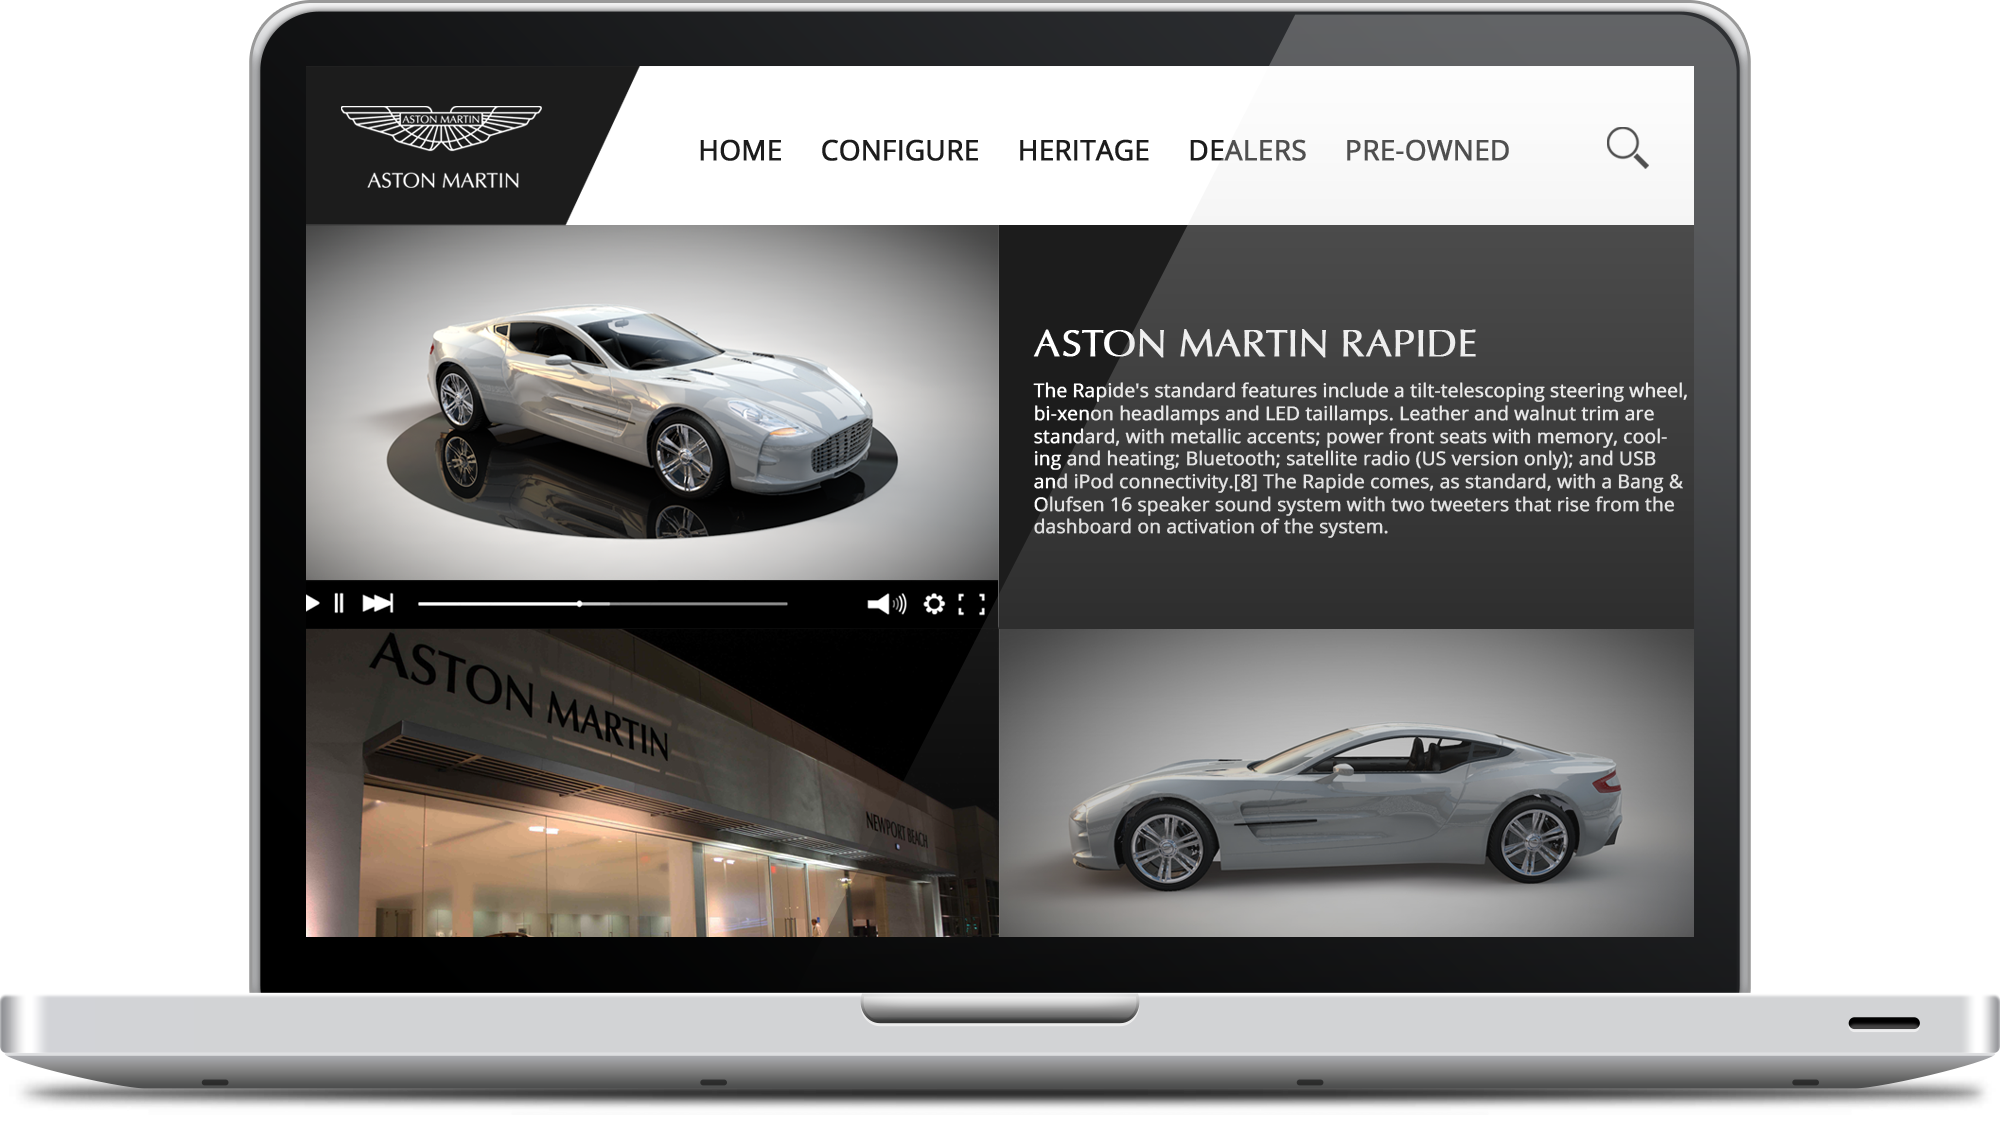 ASTON MARTIN
ASTON MARTIN
HOME CONFIGURE HERITAGE DEALERS PRE-OWNED
ASTON MARTIN RAPIDE
The Rapide's standard features include a tilt-telescoping steering wheel,
bi-xenon headlamps and LED taillamps. Leather and walnut trim are
standard, with metallic accents; power front seats with memory, cool-
ing and heating; Bluetooth; satellite radio (US version only); and USB
and iPod connectivity.[8] The Rapide comes, as standard, with a Bang &
Olufsen 16 speaker sound system with two tweeters that rise from the
dashboard on activation of the system.
ASTON MARTIN
NEWPORT BEACH